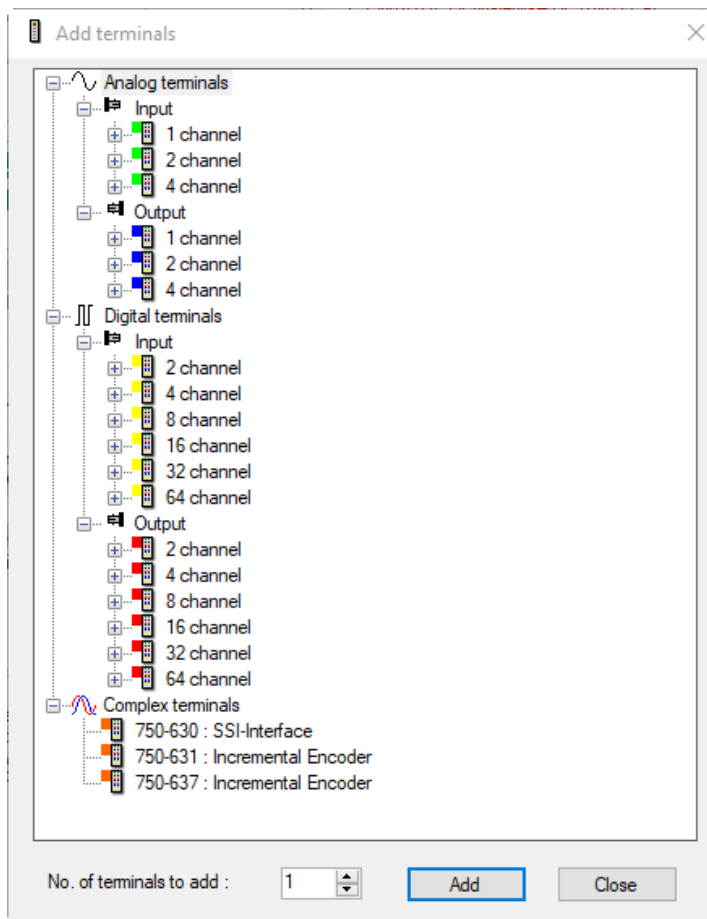 Add terminals
Analog terminals
Input
1 channel
2 channel
4 channel
Output
1 channel
2 channel
4 channel
Digital terminals
Input
2 channel
4 channel
8 channel
16 channel
32 channel
64 channel
Output
2 channel
4 channel
8 channel
16 channel
32 channel
64 channel
Complex terminals
750-630 : SSI-Interface
750-631 : Incremental Encoder
750-637 : Incremental Encoder
No. of terminals to add : 1 Add Close